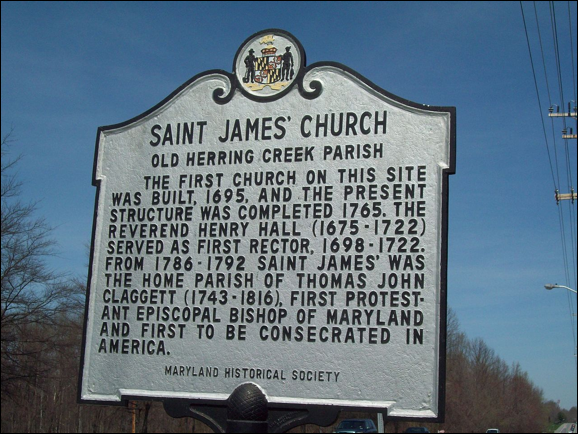 SAINT JAMES' CHURCH
OLD HERRING CREEK PARISH
THE FIRST CHURCH ON THIS SITE
WAS BUILT, 1695, AND THE PRESENT
STRUCTURE WAS COMPLETED 1765. THE
REVEREND HENRY HALL (1675-1722)
SERVED AS FIRST RECTOR, 1698-1722.
FROM 1786-1792 SAINT JAMES' WAS
THE HOME PARISH OF THOMAS JOHN
CLAGGETT (1743-1816), FIRST PROTEST-
ANT EPISCOPAL BISHOP OF MARYLAND
AND FIRST TO BE CONSECRATED IN
AMERICA.
MARYLAND HISTORICAL SOCIETY